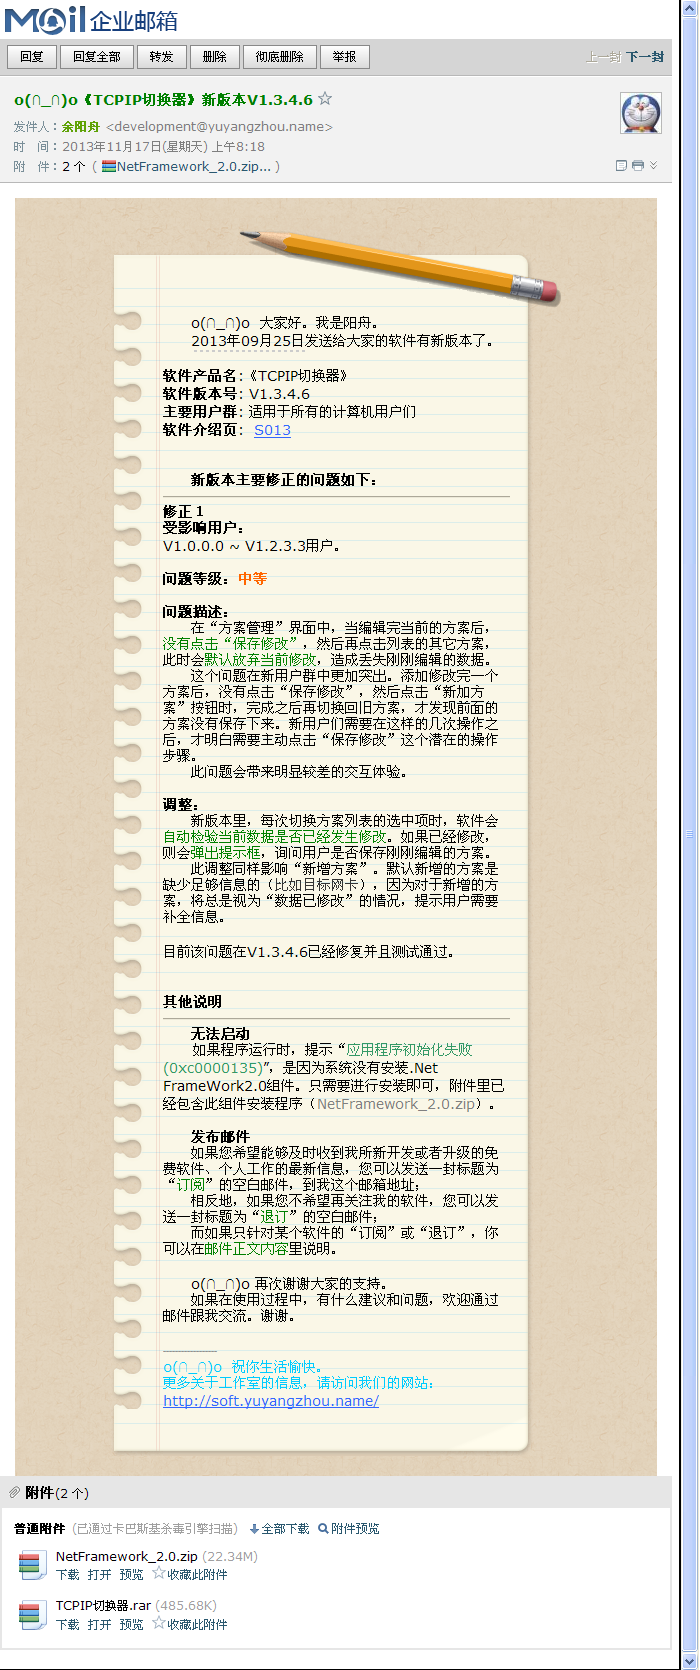 Mail 企业邮箱
回复 回复全部 转发 删除 彻底删除 举报 上一封 下一封
o(∩_∩)o《TCPIP切换器》新版本V1.3.4.6 ☆
发件人：余阳舟 <development@yuyangzhou.name>
时 间：2013年11月17日(星期天) 上午8:18
附 件：2 个 ( NetFramework_2.0.zip... )
o(∩_∩)o 大家好。我是阳舟。
2013年09月25日发送给大家的软件有新版本了。
软件产品名：《TCPIP切换器》
软件版本号：V1.3.4.6
主要用户群：适用于所有的计算机用户们
软件介绍页： S013
新版本主要修正的问题如下：
修正 1
受影响用户：
V1.0.0.0 ~ V1.2.3.3用户。
问题等级：中等
问题描述：
在“方案管理”界面中，当编辑完当前的方案后，
没有点击“保存修改”，然后再点击列表的其它方案，
此时会默认放弃当前修改，造成丢失刚刚编辑的数据。
这个问题在新用户群中更加突出。添加修改完一个
方案后，没有点击“保存修改”，然后点击“新加方
案”按钮时，完成之后再切换回旧方案，才发现前面的
方案没有保存下来。新用户们需要在这样的几次操作之
后，才明白需要主动点击“保存修改”这个潜在的操作
步骤。
此问题会带来明显较差的交互体验。
调整：
新版本里，每次切换方案列表的选中项时，软件会
自动检验当前数据是否已经发生修改。如果已经修改，
则会弹出提示框，询问用户是否保存刚刚编辑的方案。
此调整同样影响“新增方案”。默认新增的方案是
缺少足够信息的（比如目标网卡），因为对于新增的方
案，将总是视为“数据已修改”的情况，提示用户需要
补全信息。
目前该问题在V1.3.4.6已经修复并且测试通过。
其他说明
无法启动
如果程序运行时，提示“应用程序初始化失败
(0xc0000135)”，是因为系统没有安装.Net
FrameWork2.0组件。只需要进行安装即可，附件里已
经包含此组件安装程序（NetFramework_2.0.zip）。
发布邮件
如果您希望能够及时收到我所新开发或者升级的免
费软件、个人工作的最新信息，您可以发送一封标题为
“订阅”的空白邮件，到我这个邮箱地址；
相反地，如果您不希望再关注我的软件，您可以发
送一封标题为“退订”的空白邮件；
而如果只针对某个软件的“订阅”或“退订”，你
可以在邮件正文内容里说明。
o(∩_∩)o 再次谢谢大家的支持。
如果在使用过程中，有什么建议和问题，欢迎通过
邮件跟我交流。谢谢。
o(∩_∩)o 祝你生活愉快。
更多关于工作室的信息，请访问我们的网站：
http://soft.yuyangzhou.name/
附件(2 个)
普通附件 (已通过卡巴斯基杀毒引擎扫描) 全部下载 附件预览
NetFramework_2.0.zip (22.34M)
下载 打开 预览 ☆收藏此附件
TCPIP切换器.rar (485.68K)
下载 打开 预览 ☆收藏此附件